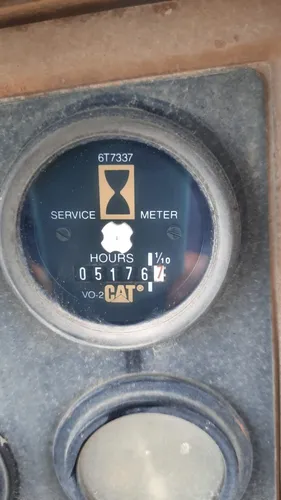 6T7337
SERVICE METER
HOURS 1/10
05176
VO-2 CAT®